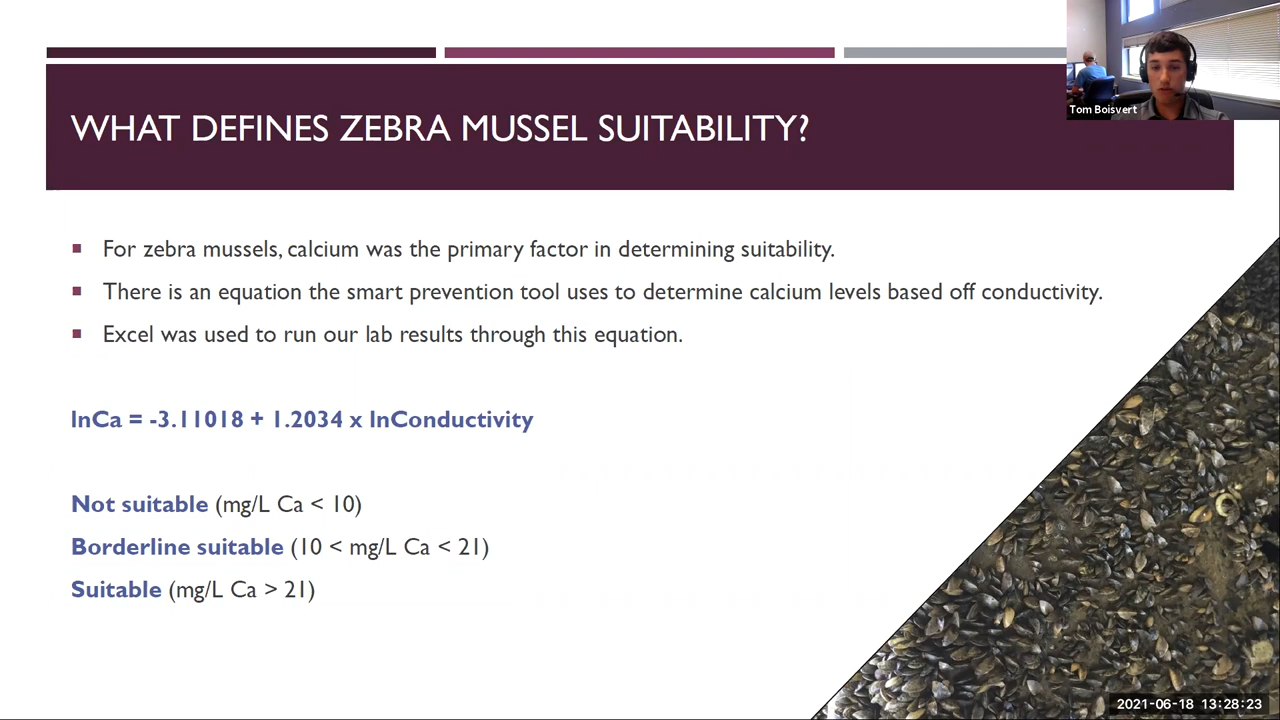 WHAT DEFINES ZEBRA MUSSEL SUITABILITY?
Tom Boisvert
For zebra mussels, calcium was the primary factor in determining suitability.
There is an equation the smart prevention tool uses to determine calcium levels based off conductivity.
Excel was used to run our lab results through this equation.
lnCa = -3.11018 + 1.2034 x lnConductivity
Not suitable (mg/L Ca < 10)
Borderline suitable (10 < mg/L Ca < 21)
Suitable (mg/L Ca > 21)
2021-06-18 13:28:23